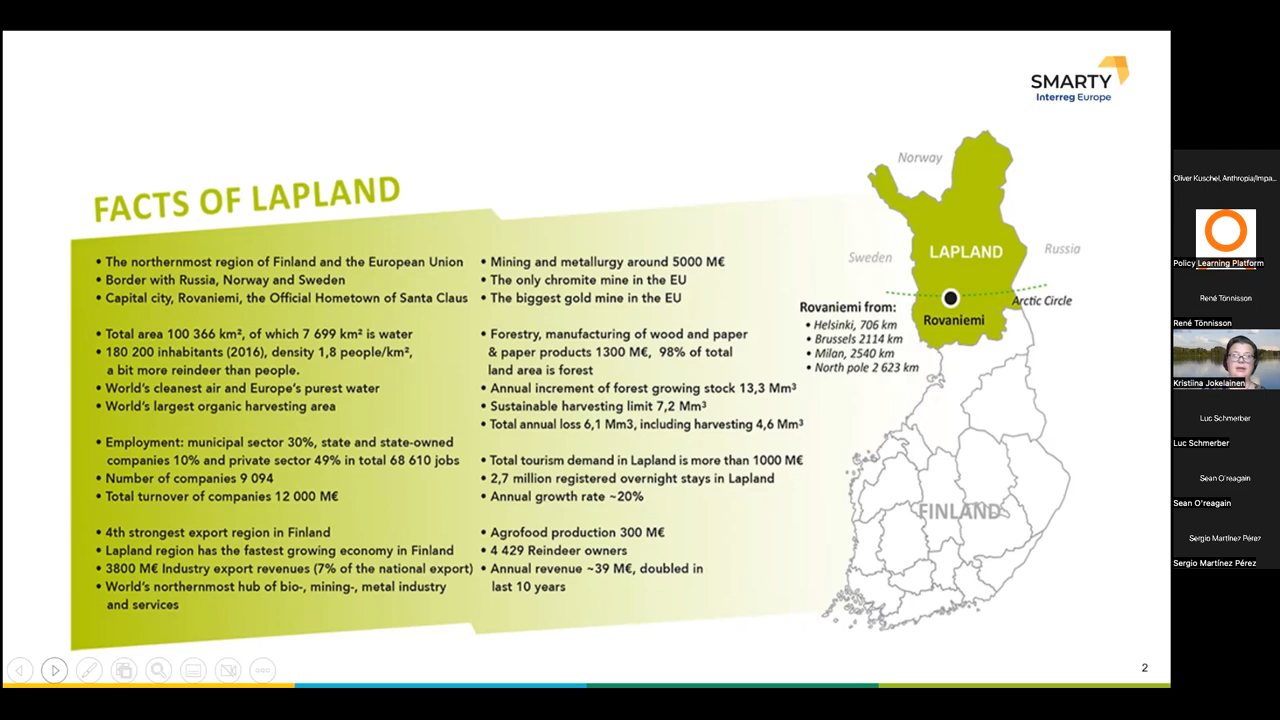 SMARTY
Interreg Europe
FACTS OF LAPLAND
• The northernmost region of Finland and the European Union
• Border with Russia, Norway and Sweden
• Capital city, Rovaniemi, the Official Hometown of Santa Claus
• Total area 100 366 km², of which 7 699 km² is water
• 180 200 inhabitants (2016), density 1,8 people/km²,
a bit more reindeer than people.
• World's cleanest air and Europe's purest water
• World's largest organic harvesting area
• Employment: municipal sector 30%, state and state-owned
companies 10% and private sector 49% in total 68 610 jobs
• Number of companies 9 094
• Total turnover of companies 12 000 M€
• 4th strongest export region in Finland
• Lapland region has the fastest growing economy in Finland
• 3800 M€ Industry export revenues (7% of the national export)
• World's northernmost hub of bio-, mining-, metal industry
and services
• Mining and metallurgy around 5000 M€
• The only chromite mine in the EU
• The biggest gold mine in the EU
• Forestry, manufacturing of wood and paper
& paper products 1300 M€, 98% of total
land area is forest
• Annual increment of forest growing stock 13,3 Mm³
• Sustainable harvesting limit 7,2 Mm³
• Total annual loss 6,1 Mm3, including harvesting 4,6 Mm³
• Total tourism demand in Lapland is more than 1000 M€
• 2,7 million registered overnight stays in Lapland
• Annual growth rate ~20%
• Agrofood production 300 M€
• 4 429 Reindeer owners
• Annual revenue ~39 M€, doubled in
last 10 years
Norway
Sweden
LAPLAND
Russia
Arctic Circle
Rovaniemi
Rovaniemi from:
• Helsinki, 706 km
• Brussels 2114 km
• Milan, 2540 km
• North pole 2 623 km
FINLAND
2
Oliver Kuschel, Anthropia/Impa...
Policy Learning Platform
René Tönnisson
René Tönnisson
Kristiina Jokelainen
Luc Schmerber
Luc Schmerber
Sean O'reagain
Sean O'reagain
Sergio Martínez Pérez
Sergio Martínez Pérez